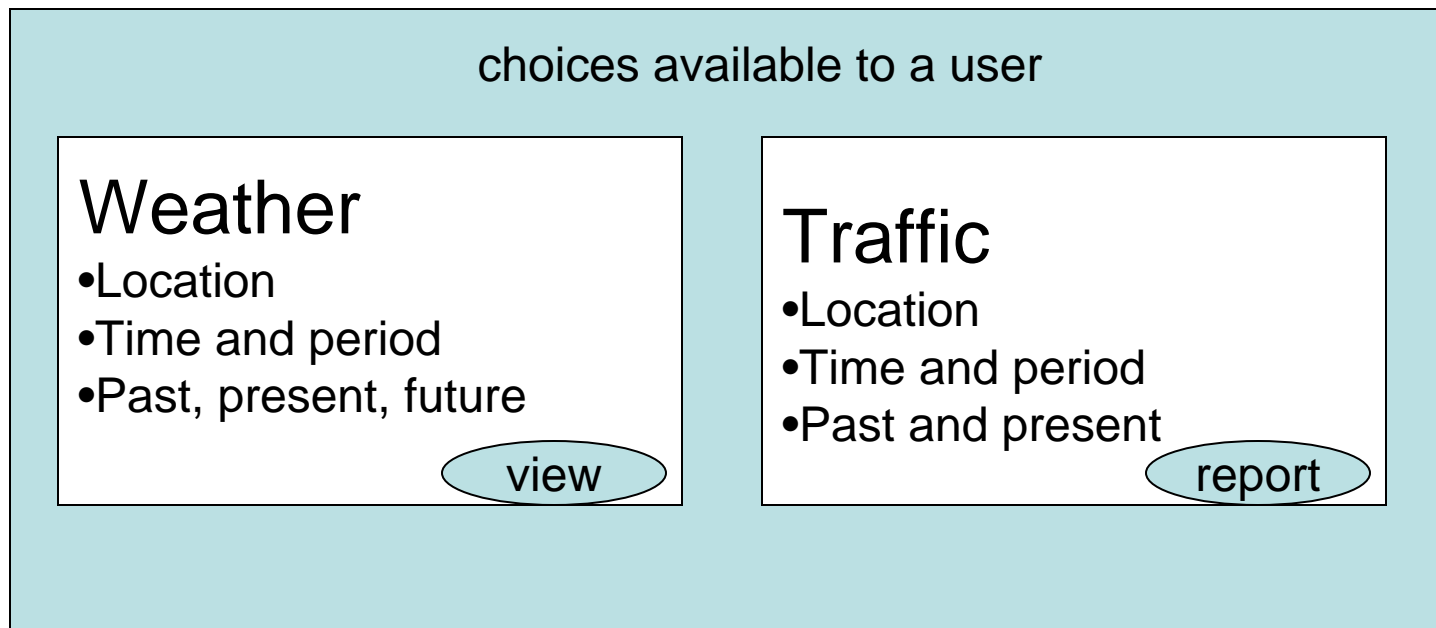 choices available to a user
Weather
•Location
•Time and period
•Past, present, future
view
Traffic
•Location
•Time and period
•Past and present
report